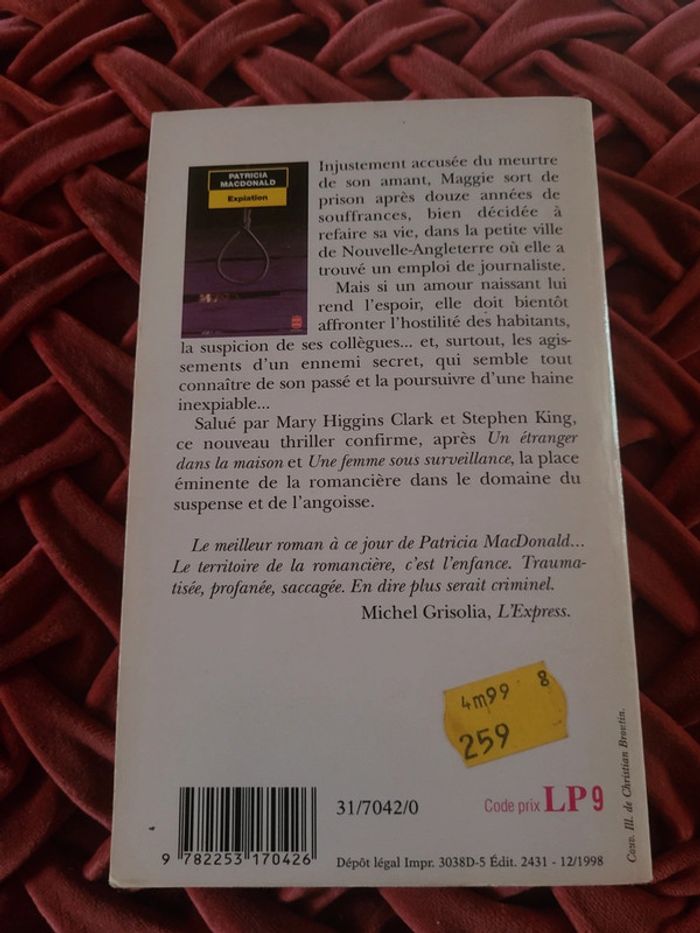 PATRICIA
MACDONALD
Expiation
Injustement accusée du meurtre
de son amant, Maggie sort de
prison après douze années de
souffrances, bien décidée à
refaire sa vie, dans la petite ville
de Nouvelle-Angleterre où elle a
trouvé un emploi de journaliste.
Mais si un amour naissant lui
rend l'espoir, elle doit bientôt
affronter l'hostilité des habitants,
la suspicion de ses collègues... et, surtout, les agis-
sements d'un ennemi secret, qui semble tout
connaître de son passé et la poursuivre d'une haine
inexpiable...
Salué par Mary Higgins Clark et Stephen King,
ce nouveau thriller confirme, après Un étranger
dans la maison et Une femme sous surveillance, la place
éminente de la romancière dans le domaine du
suspense et de l'angoisse.
Le meilleur roman à ce jour de Patricia MacDonald...
Le territoire de la romancière, c'est l'enfance. Trauma-
tisée, profanée, saccagée. En dire plus serait criminel.
Michel Grisolia, L'Express.
4m99 8
259
31/7042/0
Code prix LP 9
9 782253 170426
Dépôt légal Impr. 3038D-5 Édit. 2431 - 12/1998
Couv. Ill. de Christian Broutin.